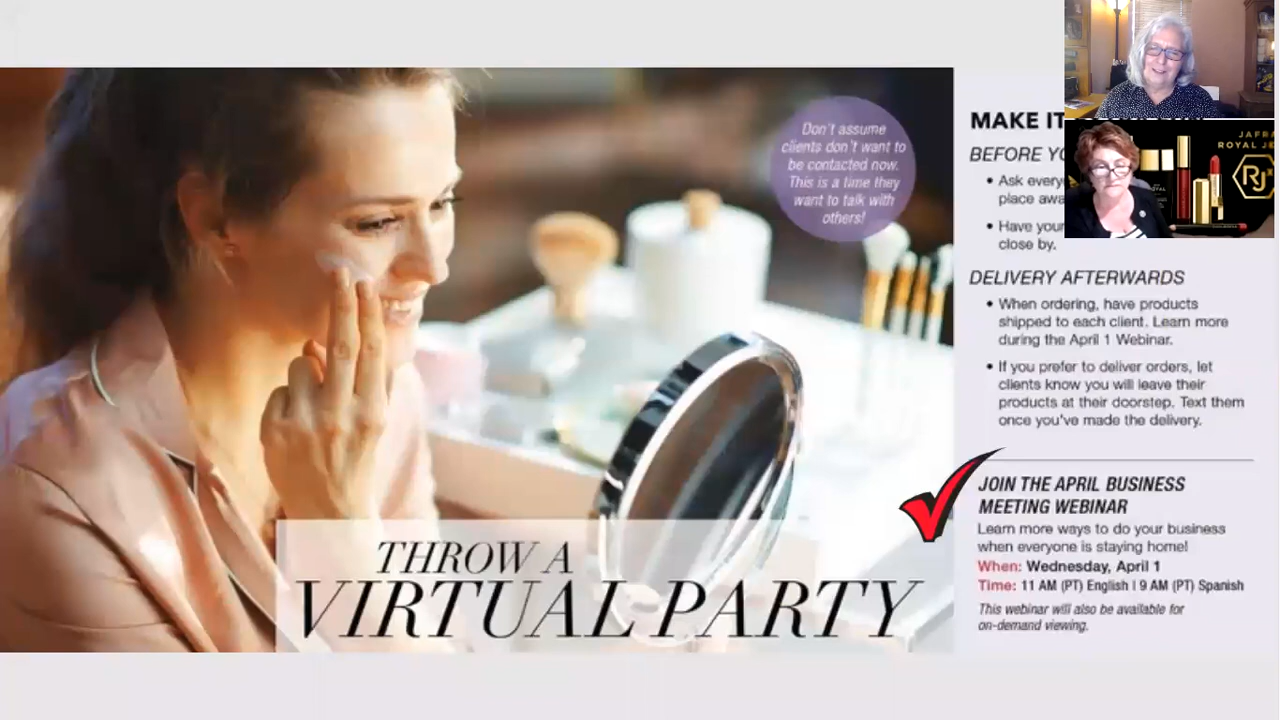 Don't assume
clients don't want to
be contacted now.
This is a time they
want to talk with
others!
THROW A
VIRTUAL PARTY
MAKE IT
BEFORE
• Ask
place
• Have your
close by.
DELIVERY AFTERWARDS
• When ordering, have products
shipped to each client. Learn more
during the April 1 Webinar.
• If you prefer to deliver orders, let
clients know you will leave their
products at their doorstep. Text them
once you've made the delivery.
JOIN THE APRIL BUSINESS
MEETING WEBINAR
Learn more ways to do your business
when everyone is staying home!
When: Wednesday, April 1
Time: 11 AM (PT) English | 9 AM (PT) Spanish
This webinar will also be available for
on-demand viewing.
JAFRA
ROYAL
RJ
ROYAL